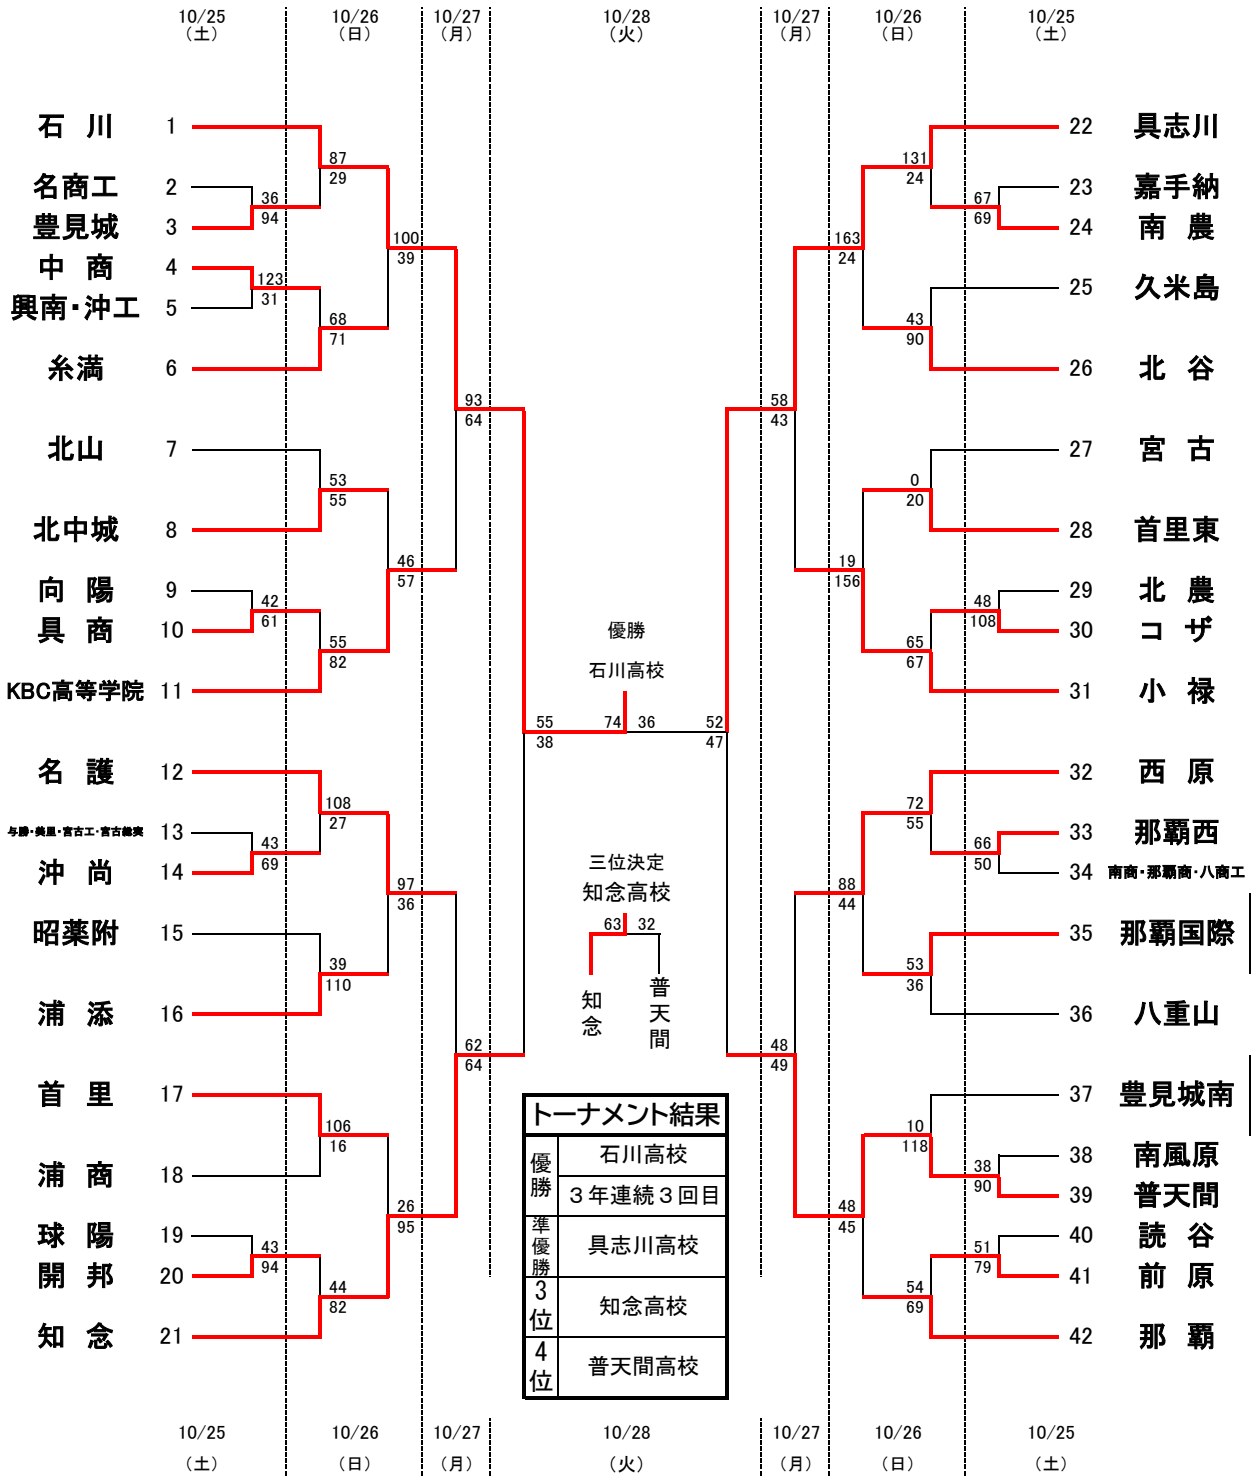 10/25 10/26 10/27 10/28 10/27 10/26 10/25
（土） （日） （月） （火） （月） （日） （土）
石川 1
87
29
名商工 2
36
94
豊見城 3
100
39
中商 4
123
31
興南・沖工 5
68
71
糸満 6
93
64
北山 7
53
55
北中城 8
46
57
向陽 9
42
61
具商 10
55
82
KBC高等学院 11
55
38
名護 12
108
27
与勝・美里・宮古工・宮古総実 13
43
69
沖尚 14
97
36
昭薬附 15
39
110
浦添 16
62
64
首里 17
106
16
浦商 18
26
95
球陽 19
43
94
開邦 20
44
82
知念 21
優勝
石川高校
74 36
三位決定
知念高校
63 32
知念
普天間
トーナメント結果
優勝 石川高校
３年連続３回目
準優勝 具志川高校
3位 知念高校
4位 普天間高校
22 具志川
131
24
23 嘉手納
67
69
24 南農
163
24
25 久米島
43
90
26 北谷
58
43
27 宮古
0
20
28 首里東
19
156
29 北農
48
108
30 コザ
65
67
31 小禄
52
47
32 西原
72
55
33 那覇西
66
50
34 南商・那覇商・八商工
88
44
35 那覇国際
53
36
36 八重山
48
49
37 豊見城南
10
118
38 南風原
38
90
39 普天間
48
45
40 読谷
51
79
41 前原
54
69
42 那覇
10/25 10/26 10/27 10/28 10/27 10/26 10/25
（土） （日） （月） （火） （月） （日） （土）